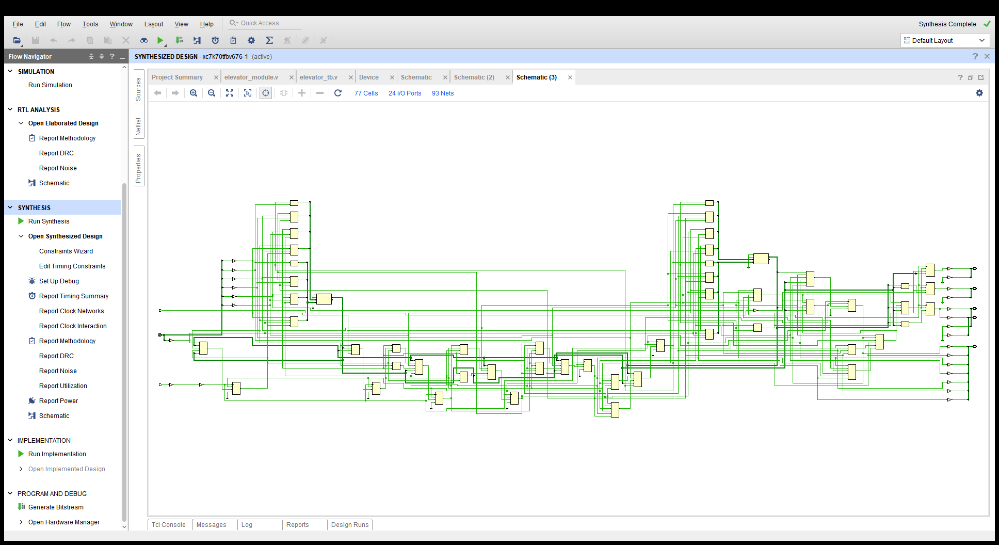 File Edit Flow Tools Window Layout View Help Quick Access Synthesis Complete
Default Layout
Flow Navigator
SYNTHESIZED DESIGN - xc7k70tfbv676-1 (active)
SIMULATION
Run Simulation
RTL ANALYSIS
Open Elaborated Design
Report Methodology
Report DRC
Report Noise
Schematic
SYNTHESIS
Run Synthesis
Open Synthesized Design
Constraints Wizard
Edit Timing Constraints
Set Up Debug
Report Timing Summary
Report Clock Networks
Report Clock Interaction
Report Methodology
Report DRC
Report Noise
Report Utilization
Report Power
Schematic
IMPLEMENTATION
Run Implementation
Open Implemented Design
PROGRAM AND DEBUG
Generate Bitstream
Open Hardware Manager
Sources
Netlist
Properties
Project Summary elevator_module.v elevator_tb.v Device Schematic Schematic (2) Schematic (3)
77 Cells 24 I/O Ports 93 Nets
Tcl Console Messages Log Reports Design Runs